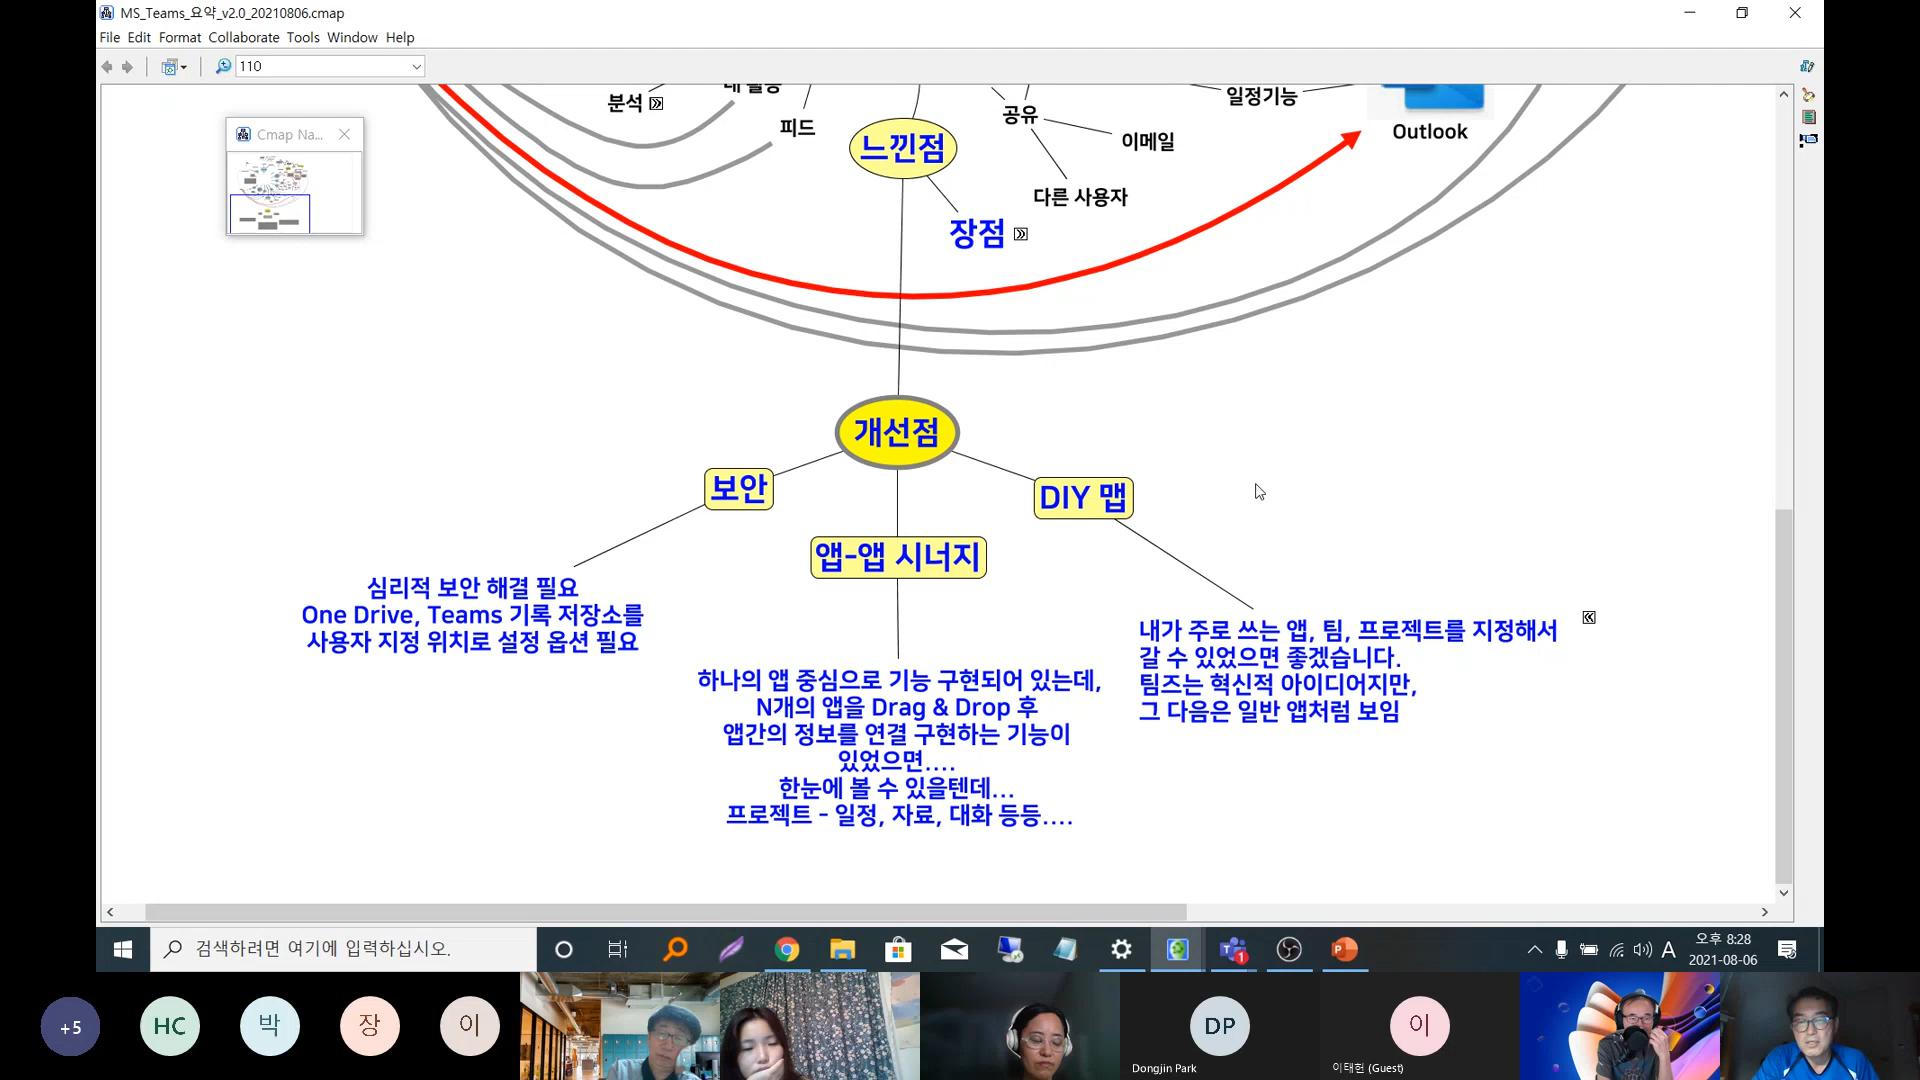 MS_Teams_요약_v2.0_20210806.cmap
File Edit Format Collaborate Tools Window Help
110
Cmap Na...
분석
피드
느낀점
장점
공유
이메일
다른 사용자
일정기능
Outlook
개선점
보안
앱-앱 시너지
DIY 맵
심리적 보안 해결 필요
One Drive, Teams 기록 저장소를
사용자 지정 위치로 설정 옵션 필요
하나의 앱 중심으로 기능 구현되어 있는데,
N개의 앱을 Drag & Drop 후
앱간의 정보를 연결 구현하는 기능이
있었으면....
한눈에 볼 수 있을텐데...
프로젝트 - 일정, 자료, 대화 등등....
내가 주로 쓰는 앱, 팀, 프로젝트를 지정해서
갈 수 있었으면 좋겠습니다.
팀즈는 혁신적 아이디어지만,
그 다음은 일반 앱처럼 보임
검색하려면 여기에 입력하십시오.
1
A
오후 8:28
2021-08-06
+5
HC
박
장
이
DP
Dongjin Park
이
이태헌 (Guest)